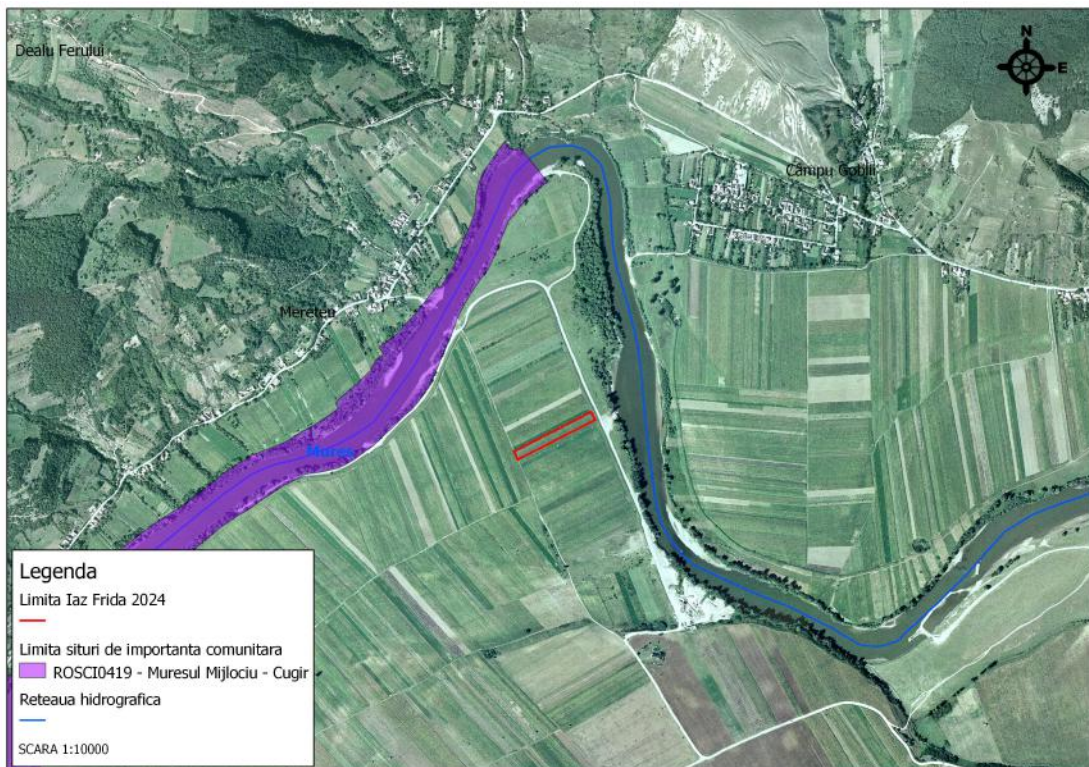 Dealu Ferului
N
E
Campu Goblii
Mereteu
Mures
Legenda
Limita Iaz Frida 2024
Limita situri de importanta comunitara
ROSCI0419 - Muresul Mijlociu - Cugir
Reteaua hidrografica
SCARA 1:10000